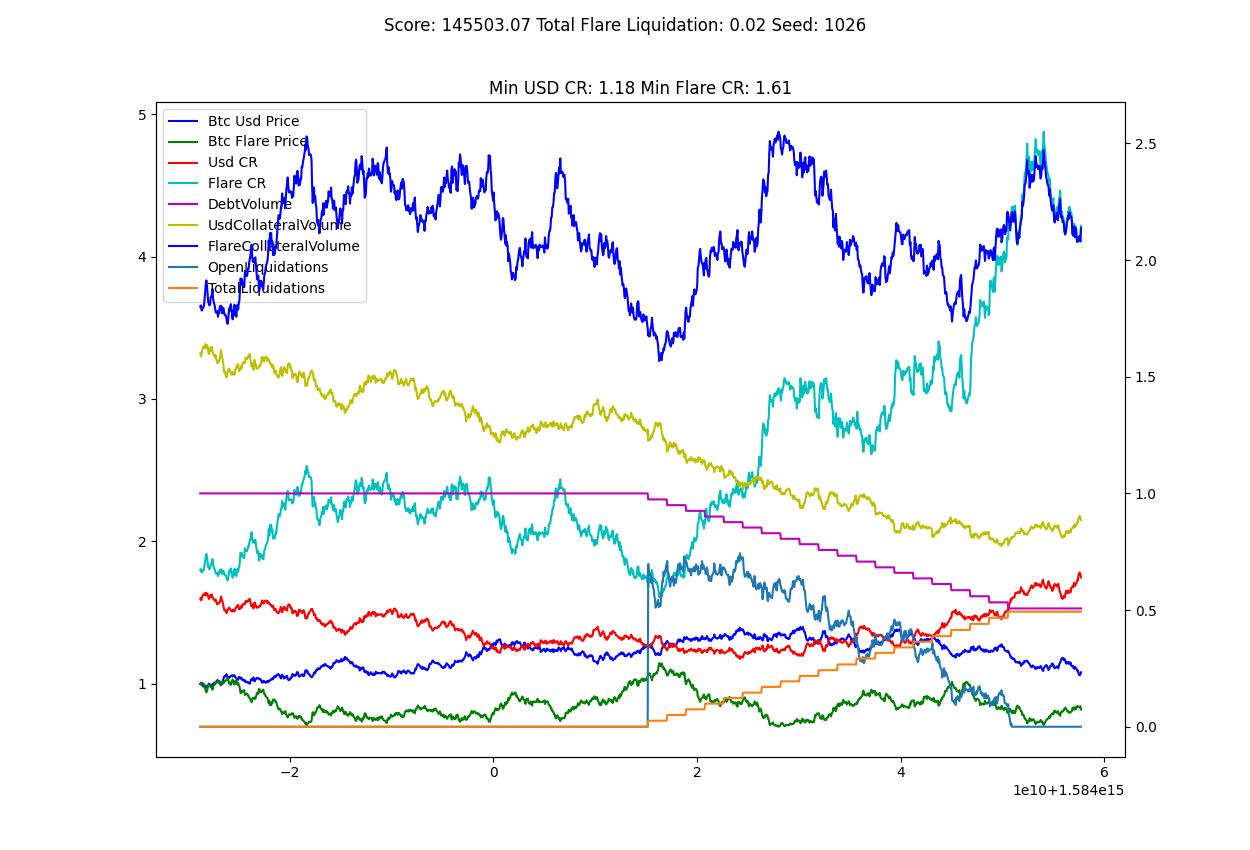 Score: 145503.07 Total Flare Liquidation: 0.02 Seed: 1026
Min USD CR: 1.18 Min Flare CR: 1.61
Btc Usd Price
Btc Flare Price
Usd CR
Flare CR
DebtVolume
UsdCollateralVolume
FlareCollateralVolume
OpenLiquidations
TotalLiquidations
5
4
3
2
1
2.5
2.0
1.5
1.0
0.5
0.0
−2 0 2 4 6
1e10+1.584e15